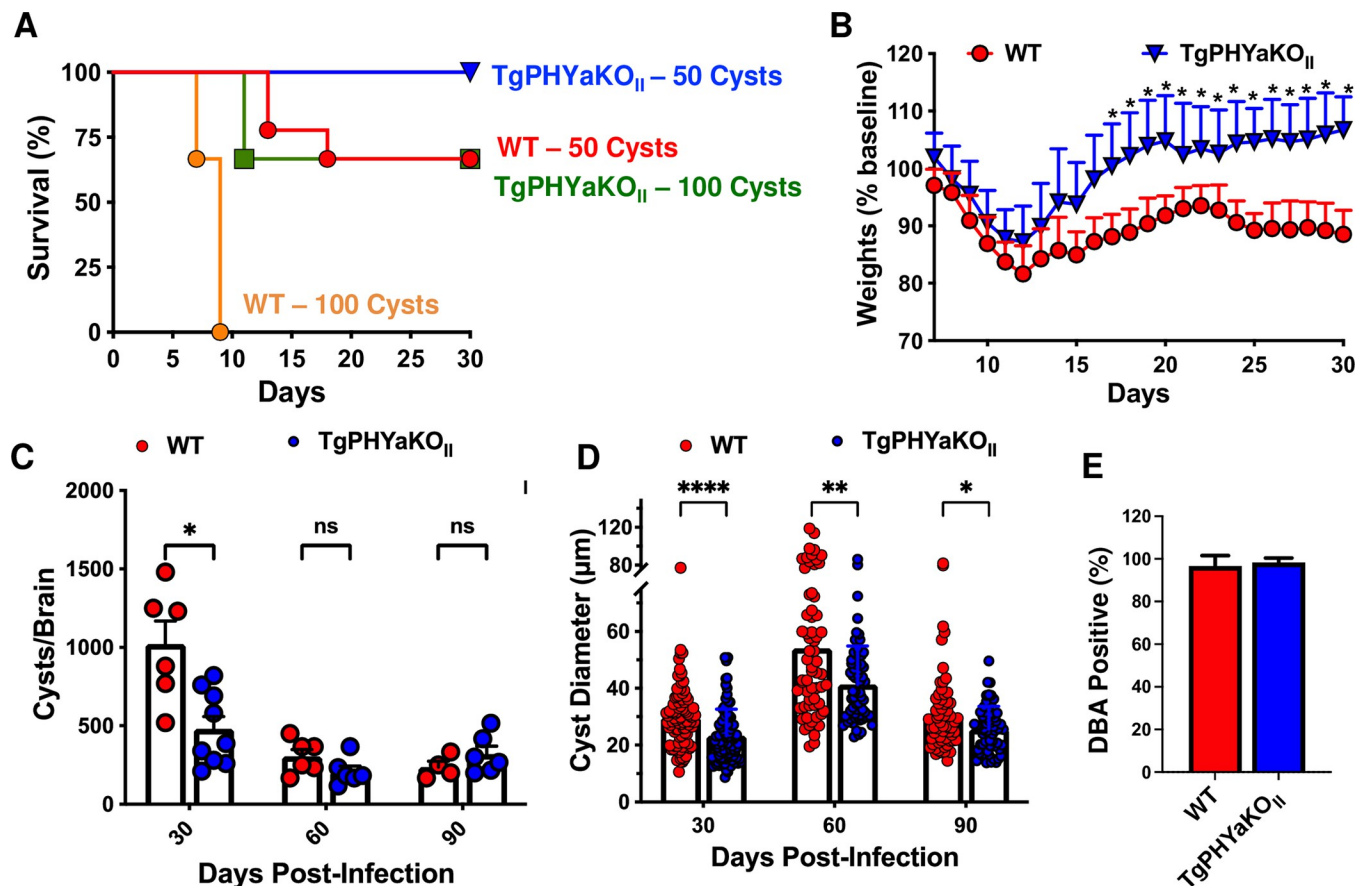 A
Survival (%)
100
75
50
25
0
0 5 10 15 20 25 30
Days
TgPHYaKOII – 50 Cysts
WT – 50 Cysts
TgPHYaKOII – 100 Cysts
WT – 100 Cysts
B
WT TgPHYaKOII
Weights (% baseline)
120
110
100
90
80
70
* * * * * * * * * * * * * *
10 15 20 25 30
Days
C
WT TgPHYaKOII
Cysts/Brain
2000
1500
1000
500
0
* ns ns
30 60 90
Days Post-Infection
D
WT TgPHYaKOII
Cyst Diameter (µm)
120
80
60
40
20
0
**** ** *
30 60 90
Days Post-Infection
E
DBA Positive (%)
120
100
80
60
40
20
0
WT
TgPHYaKOII